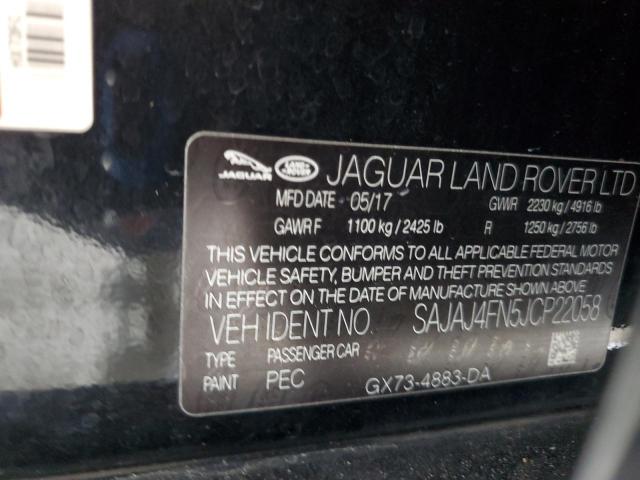 JAGUAR LAND- ROVER JAGUAR LAND ROVER LTD
MFD DATE 05/17 GVWR 2230 kg / 4916 lb
GAWR F 1100 kg / 2425 lb R 1250 kg / 2756 lb
THIS VEHICLE CONFORMS TO ALL APPLICABLE FEDERAL MOTOR
VEHICLE SAFETY, BUMPER AND THEFT PREVENTION STANDARDS
IN EFFECT ON THE DATE OF MANUFACTURE SHOWN ABOVE
VEH IDENT NO. SAJAJ4FN5JCP22058
TYPE PASSENGER CAR
PAINT PEC GX73-4883-DA